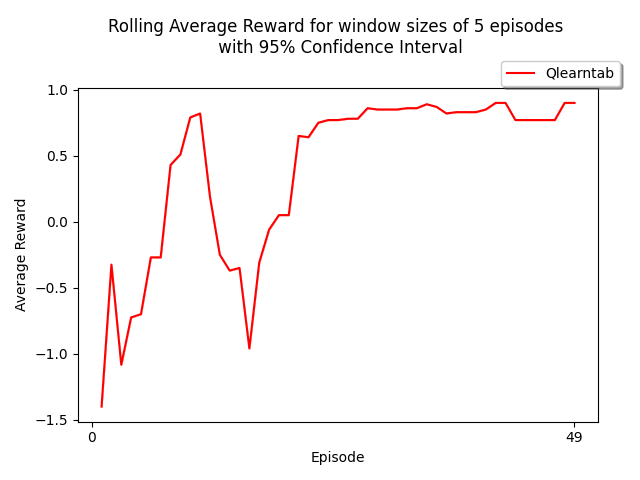 Rolling Average Reward for window sizes of 5 episodes
with 95% Confidence Interval
Qlearntab
1.0
0.5
0.0
−0.5
−1.0
−1.5
Average Reward
0
49
Episode